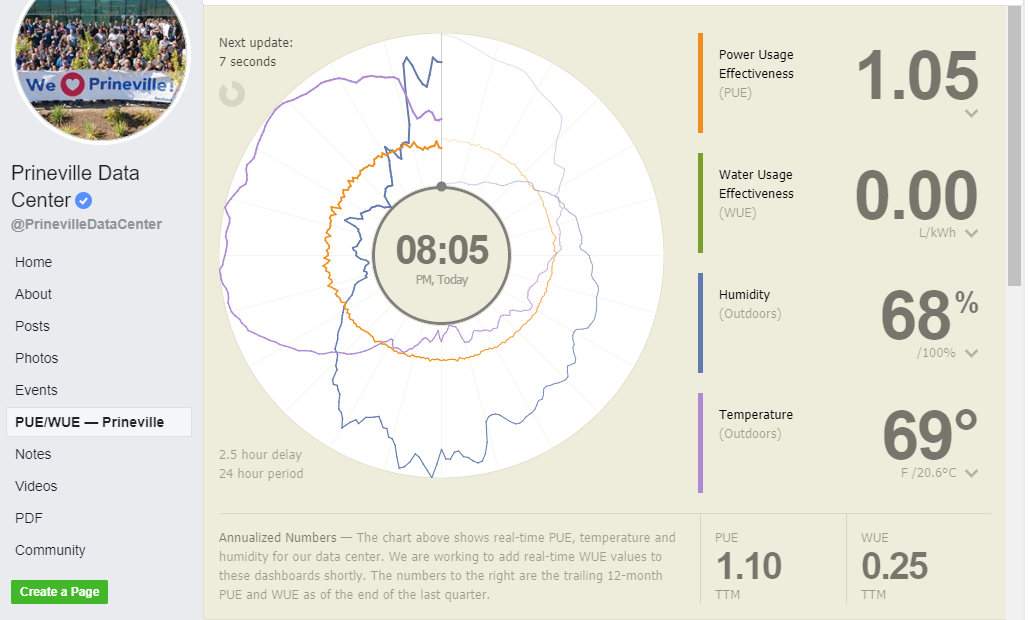 We Prineville!
Prineville Data
Center
@PrinevilleDataCenter
Home
About
Posts
Photos
Events
PUE/WUE — Prineville
Notes
Videos
PDF
Community
Create a Page
Next update:
7 seconds
08:05
PM, Today
2.5 hour delay
24 hour period
Power Usage
Effectiveness
(PUE)
1.05
Water Usage
Effectiveness
(WUE)
0.00
L/kWh
Humidity
(Outdoors)
68%
/100%
Temperature
(Outdoors)
69°
F /20.6ºC
Annualized Numbers — The chart above shows real-time PUE, temperature and
humidity for our data center. We are working to add real-time WUE values to
these dashboards shortly. The numbers to the right are the trailing 12-month
PUE and WUE as of the end of the last quarter.
PUE
1.10
TTM
WUE
0.25
TTM